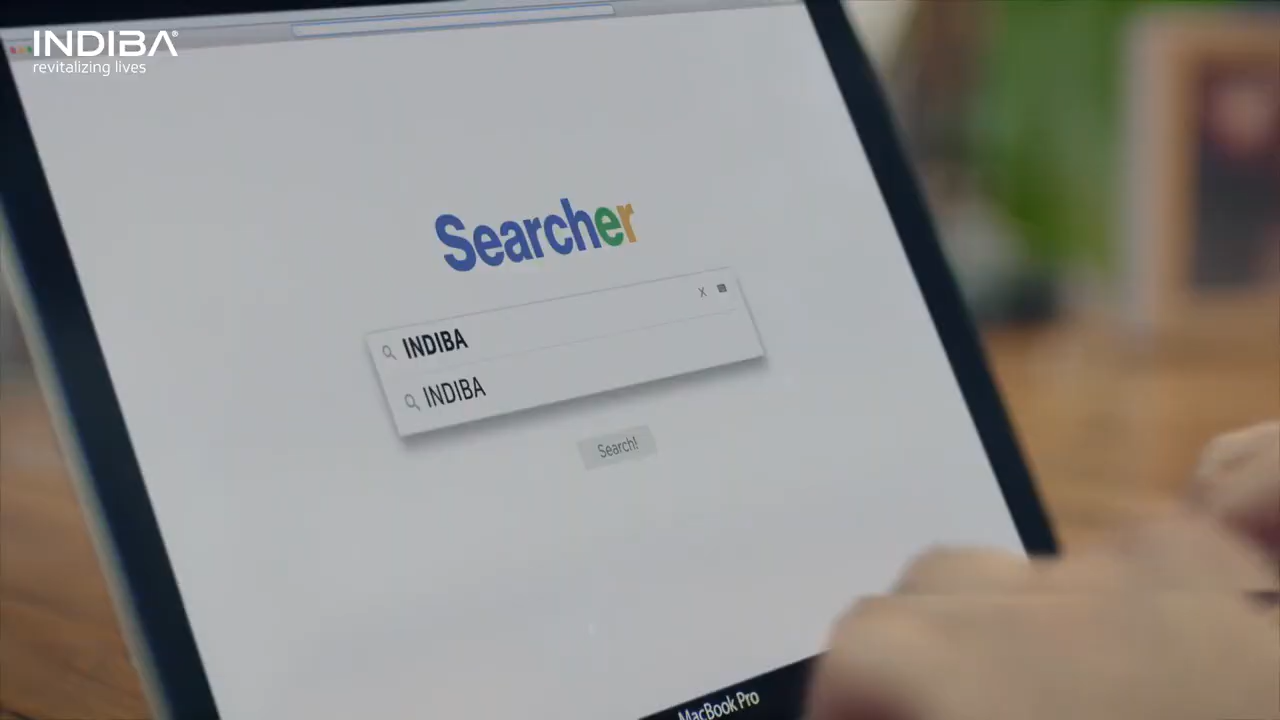 INDIBA®
revitalizing lives
Searcher
INDIBA
X
INDIBA
Search!
MacBook Pro